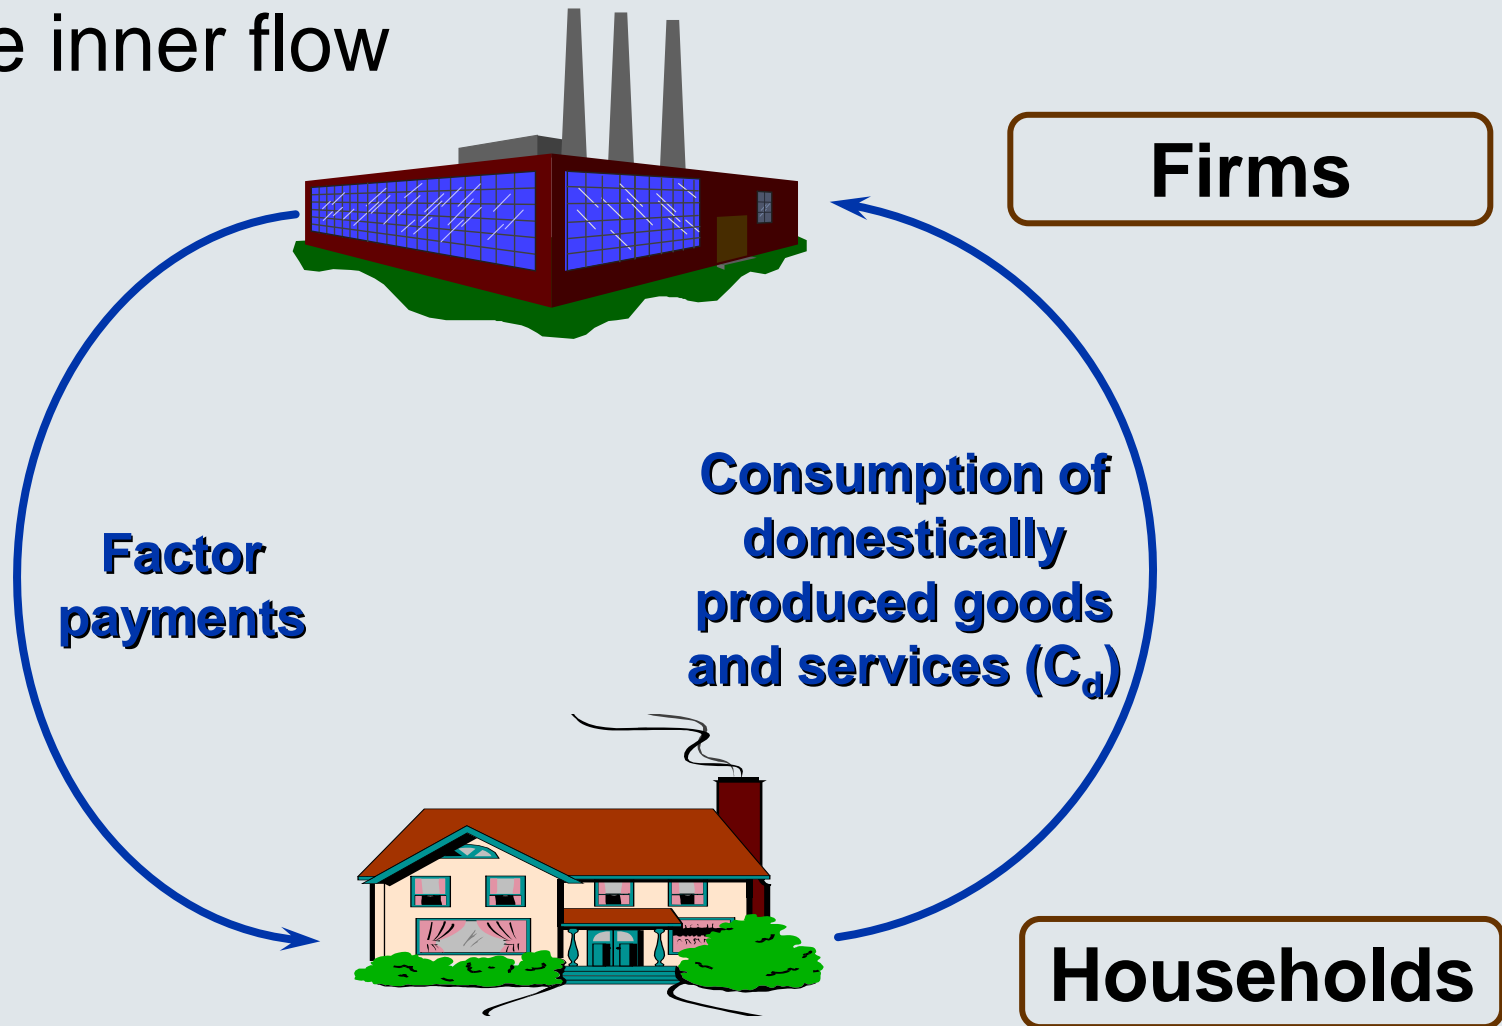 e inner flow
Firms
Consumption of
domestically
produced goods
and services (Cd)
Factor
payments
Households